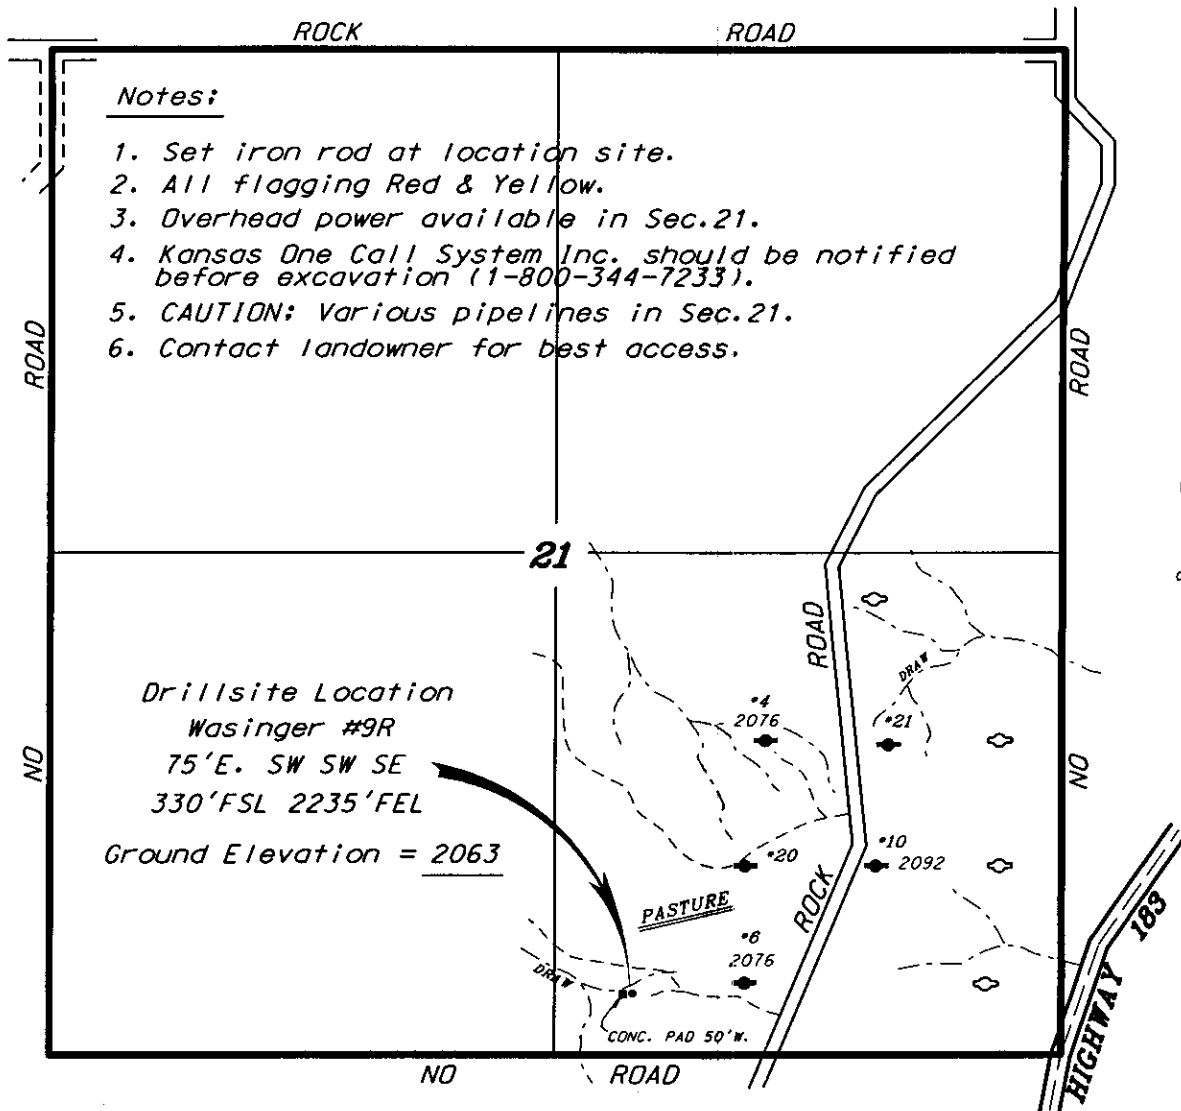 ROCK ROAD
Notes:
1. Set iron rod at location site.
2. All flagging Red & Yellow.
3. Overhead power available in Sec.21.
4. Kansas One Call System Inc. should be notified
before excavation (1-800-344-7233).
5. CAUTION: Various pipelines in Sec.21.
6. Contact landowner for best access.
ROAD
ROAD
21
ROAD
DRAW
Drillsite Location
Wasinger #9R
75'E. SW SW SE
330'FSL 2235'FEL
Ground Elevation = 2063
*4
2076
*21
NO
NO
*20
*10
2092
ROCK
PASTURE
*6
2076
DRAW
CONC. PAD 50'W.
HIGHWAY 183
NO ROAD